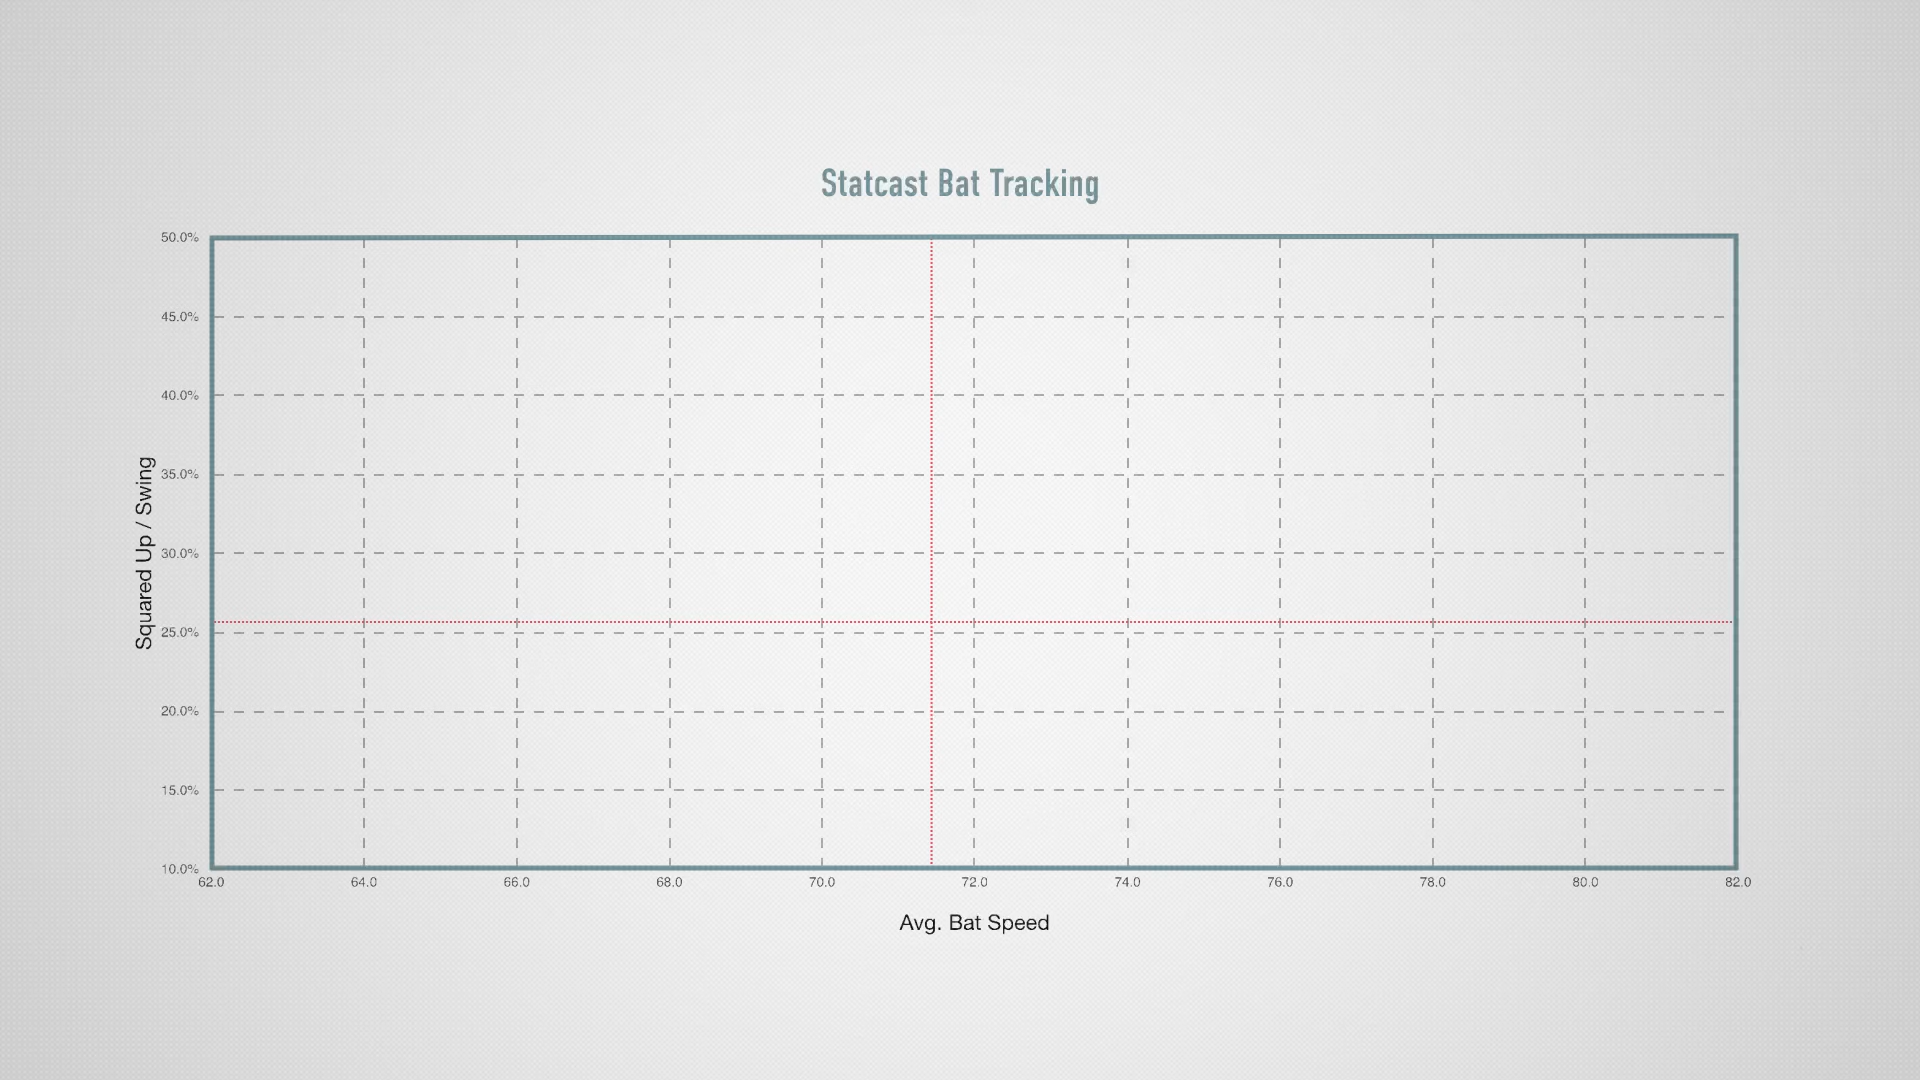 Statcast Bat Tracking
50.0%
45.0%
40.0%
35.0%
30.0%
25.0%
20.0%
15.0%
10.0%
Squared Up / Swing
62.0 64.0 66.0 68.0 70.0 72.0 74.0 76.0 78.0 80.0 82.0
Avg. Bat Speed